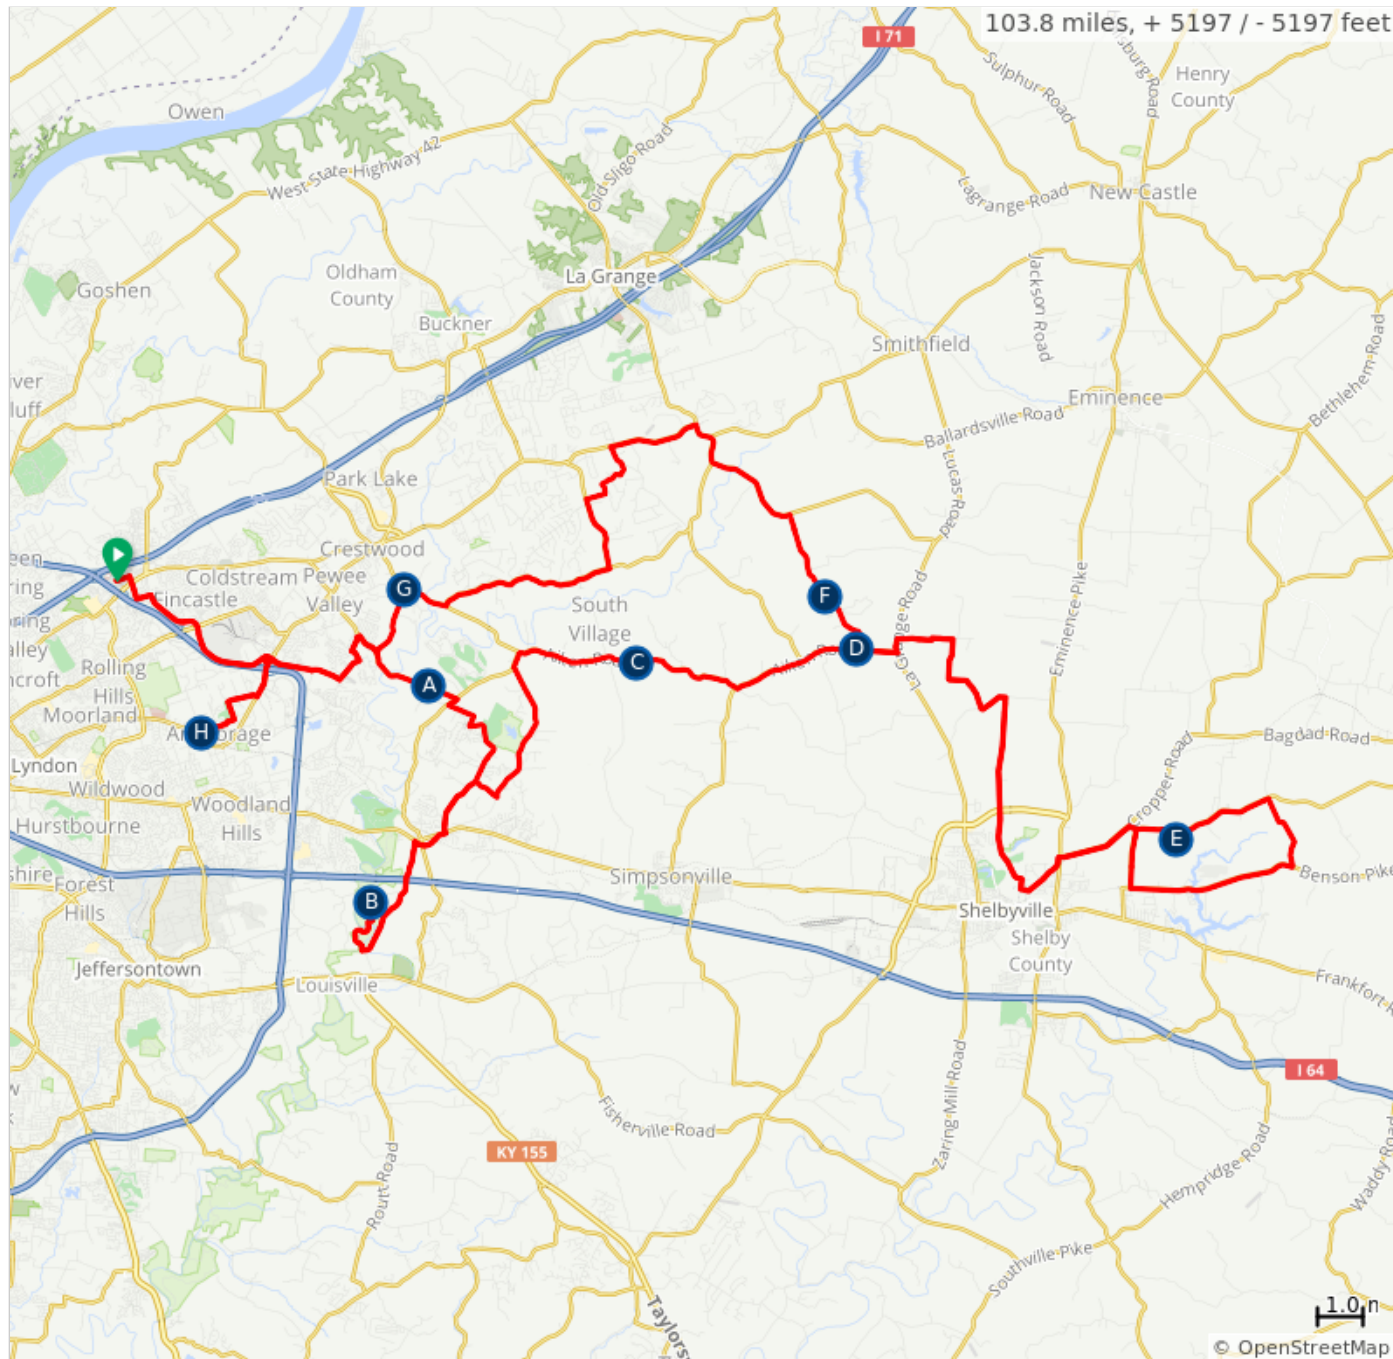 103.8 miles, + 5197 / - 5197 feet
I 71
Sulphur Road
Henry
County
Owen
West State Highway 42
Old Sligo Road
Lagrange Road
New Castle
Oldham
County
La Grange
Goshen
Buckner
Jackson Road
Smithfield
Bethlehem Road
Eminence
Ballardsville Road
Lucas Road
Park Lake
Crestwood
Coldstream
Pewee
Valley
Fincastle
G
F
South
Village
Eminence Pike
D
C
A
Rolling
Hills
Moorland
H
Lyndon
Wildwood
Woodland
Hills
Hurstbourne
Cropper Road
E
Simpsonville
Benson Pike
Forest
Hills
B
Shelbyville
Shelby
County
Jeffersontown
Louisville
I 64
Fisherville Road
Zaring Mill Road
KY 155
Routt Road
Hempridge Road
Waddy Road
Southville Pike
1.0
© OpenStreetMap